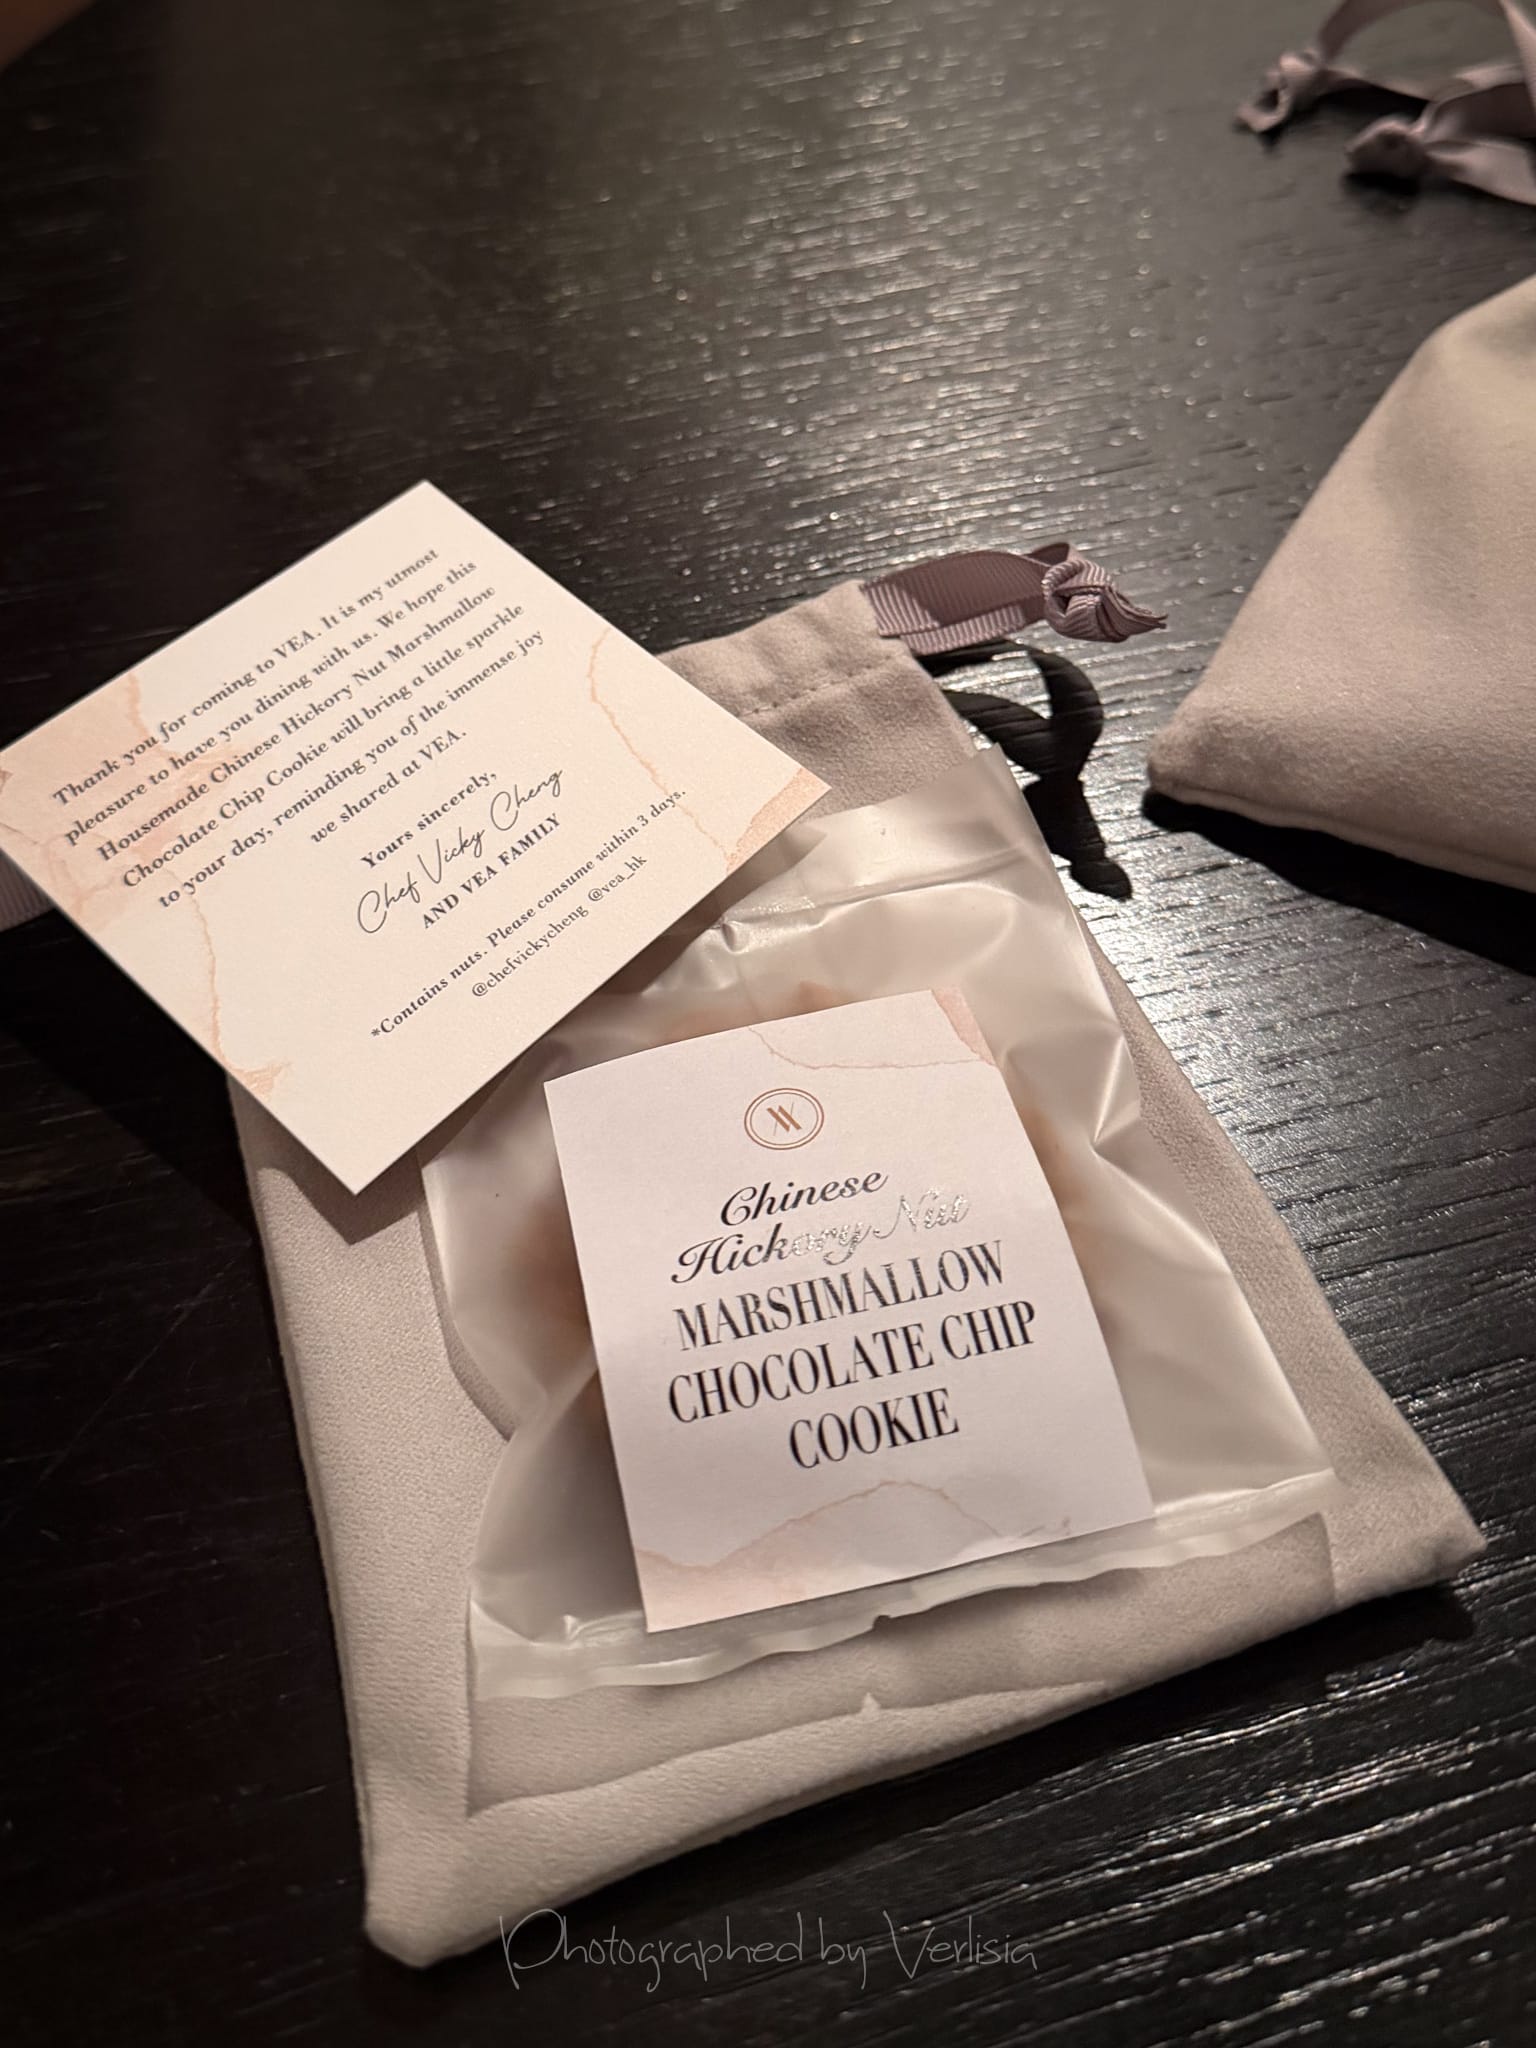 Thank you for coming to VEA. It is my utmost
pleasure to have you dining with us. We hope this
Housemade Chinese Hickory Nut Marshmallow
Chocolate Chip Cookie will bring a little sparkle
to your day, reminding you of the immense joy
we shared at VEA.
Yours sincerely,
Chef Vicky Cheng
AND VEA FAMILY
*Contains nuts. Please consume within 3 days.
@chefvickycheng @vea_hk
Chinese
Hickory Nut
MARSHMALLOW
CHOCOLATE CHIP
COOKIE
Photographed by Verlisia